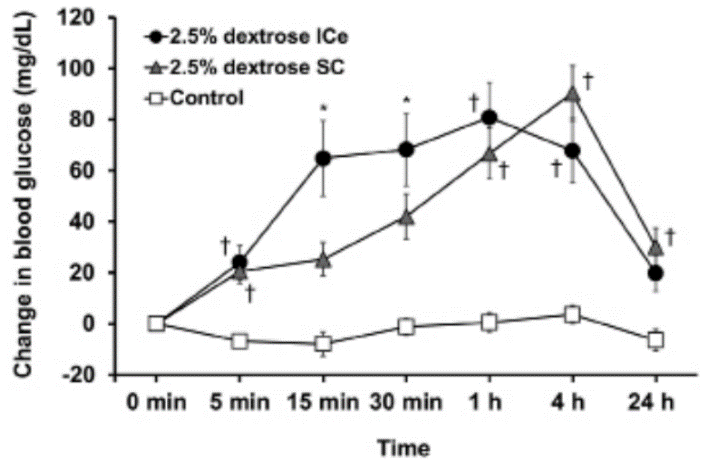 Change in blood glucose (mg/dL)
120
100
80
60
40
20
0
-20
2.5% dextrose ICe
2.5% dextrose SC
Control
†
†
*
*
†
†
†
†
†
0 min 5 min 15 min 30 min 1 h 4 h 24 h
Time